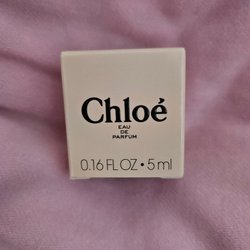 Chloé
EAU
DE
PARFUM
0.16 FL OZ • 5 ml